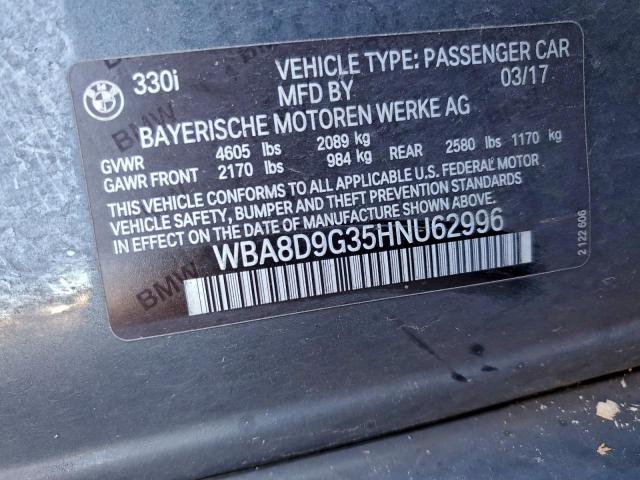 330i VEHICLE TYPE: PASSENGER CAR
MFD BY 03/17
BAYERISCHE MOTOREN WERKE AG
GVWR 4605 lbs 2089 kg
GAWR FRONT 2170 lbs 984 kg REAR 2580 lbs 1170 kg
THIS VEHICLE CONFORMS TO ALL APPLICABLE U.S. FEDERAL MOTOR
VEHICLE SAFETY, BUMPER AND THEFT PREVENTION STANDARDS
IN EFFECT ON THE DATE OF MANUFACTURE SHOWN ABOVE.
WBA8D9G35HNU62996
2 122 606
BMW
BMW